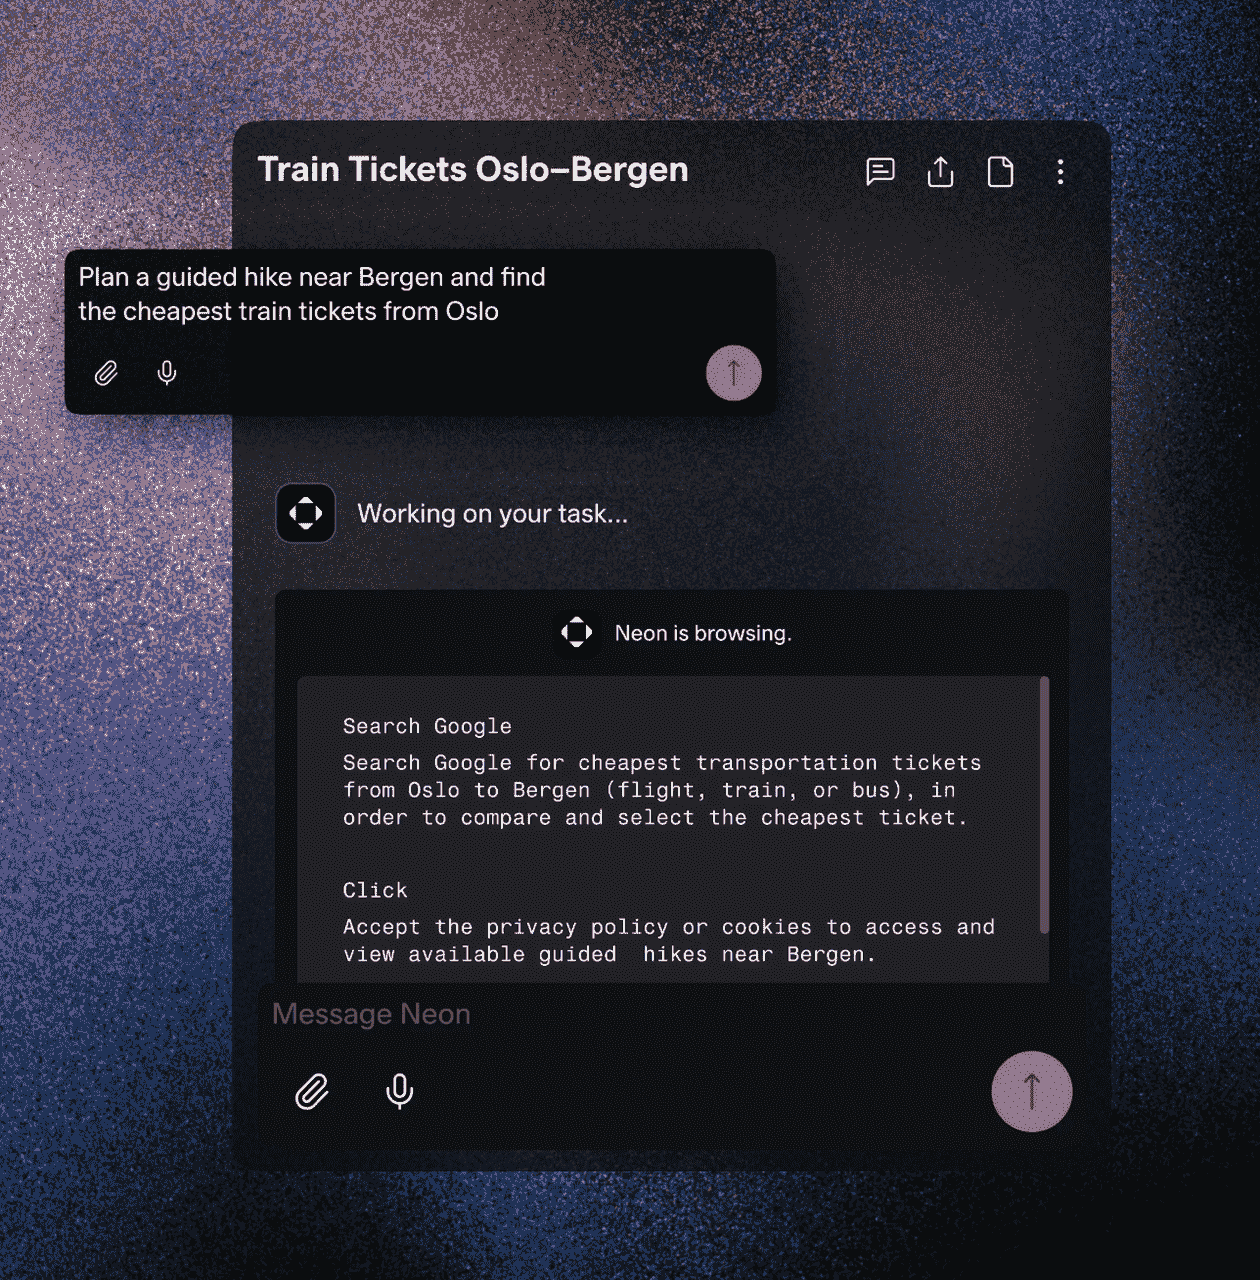 Train Tickets Oslo–Bergen
Plan a guided hike near Bergen and find
the cheapest train tickets from Oslo
Working on your task...
Neon is browsing.
Search Google
Search Google for cheapest transportation tickets
from Oslo to Bergen (flight, train, or bus), in
order to compare and select the cheapest ticket.
Click
Accept the privacy policy or cookies to access and
view available guided  hikes near Bergen.
Message Neon